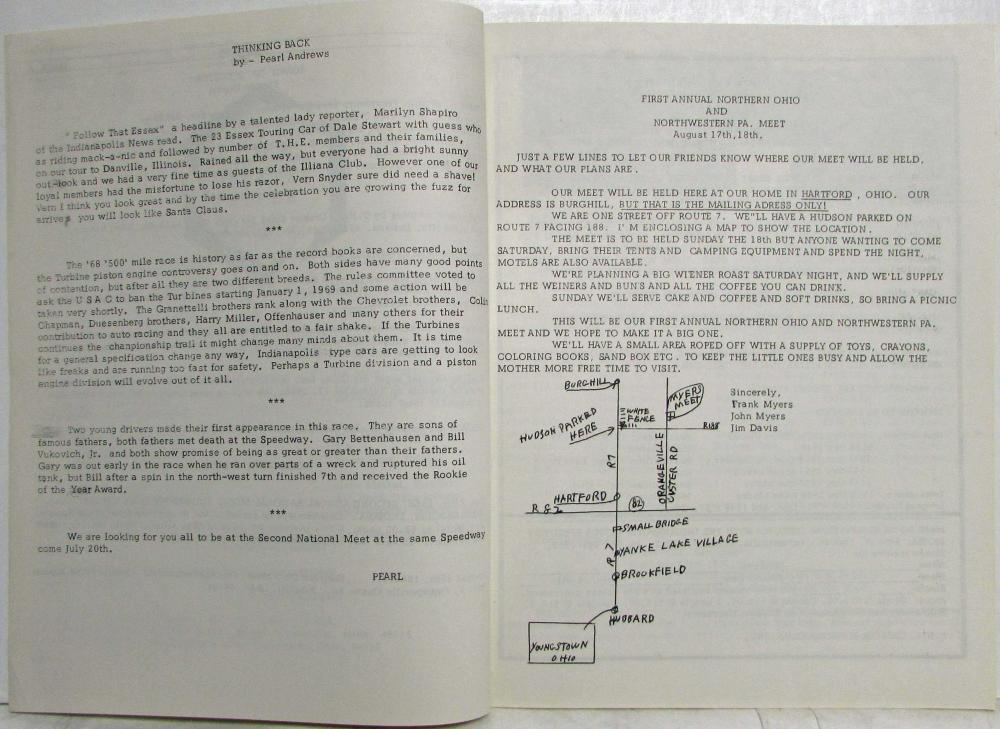 THINKING BACK
by - Pearl Andrews
" Follow That Essex" a headline by a talented lady reporter, Marilyn Shapiro
of the Indianapolis News read. The 23 Essex Touring Car of Dale Stewart with guess who
as riding mack-a-nic and followed by number of T.H.E. members and their families,
on our tour to Danville, Illinois. Rained all the way, but everyone had a bright sunny
out-look and we had a very fine time as guests of the Illiana Club. However one of our
loyal members had the misfortune to lose his razor, Vern Snyder sure did need a shave!
Vern I think you look great and by the time the celebration you are growing the fuzz for
arrives you will look like Santa Claus.
***
The '68 '500' mile race is history as far as the record books are concerned, but
the Turbine piston engine controversy goes on and on. Both sides have many good points
of contention, but after all they are two different breeds. The rules committee voted to
ask the U S A C to ban the Turbines starting January 1, 1969 and some action will be
taken very shortly. The Granettelli brothers rank along with the Chevrolet brothers, Colin
Chapman, Duesenberg brothers, Harry Miller, Offenhauser and many others for their
contribution to auto racing and they all are entitled to a fair shake. If the Turbines
continues the championship trail it might change many minds about them. It is time
for a general specification change any way, Indianapolis type cars are getting to look
like freaks and are running too fast for safety. Perhaps a Turbine division and a piston
engine division will evolve out of it all.
***
Two young drivers made their first appearance in this race. They are sons of
famous fathers, both fathers met death at the Speedway. Gary Bettenhausen and Bill
Vukovich, Jr. and both show promise of being as great or greater than their fathers.
Gary was out early in the race when he ran over parts of a wreck and ruptured his oil
tank, but Bill after a spin in the north-west turn finished 7th and received the Rookie
of the Year Award.
***
We are looking for you all to be at the Second National Meet at the same Speedway
come July 20th.
PEARL
FIRST ANNUAL NORTHERN OHIO
AND
NORTHWESTERN PA. MEET
August 17th,18th.
JUST A FEW LINES TO LET OUR FRIENDS KNOW WHERE OUR MEET WILL BE HELD,
AND WHAT OUR PLANS ARE .
OUR MEET WILL BE HELD HERE AT OUR HOME IN HARTFORD , OHIO. OUR
ADDRESS IS BURGHILL, BUT THAT IS THE MAILING ADRESS ONLY!
WE ARE ONE STREET OFF ROUTE 7. WE"LL HAVE A HUDSON PARKED ON
ROUTE 7 FACING 188. I'M ENCLOSING A MAP TO SHOW THE LOCATION .
THE MEET IS TO BE HELD SUNDAY THE 18th BUT ANYONE WANTING TO COME
SATURDAY, BRING THEIR TENTS AND CAMPING EQUIPMENT AND SPEND THE NIGHT,
MOTELS ARE ALSO AVAILABLE.
WE'RE PLANNING A BIG WIENER ROAST SATURDAY NIGHT, AND WE'LL SUPPLY
ALL THE WEINERS AND BUNS AND ALL THE COFFEE YOU CAN DRINK.
SUNDAY WE'LL SERVE CAKE AND COFFEE AND SOFT DRINKS, SO BRING A PICNIC
LUNCH.
THIS WILL BE OUR FIRST ANNUAL NORTHERN OHIO AND NORTHWESTERN PA.
MEET AND WE HOPE TO MAKE IT A BIG ONE.
WE'LL HAVE A SMALL AREA ROPED OFF WITH A SUPPLY OF TOYS, CRAYONS,
COLORING BOOKS, SAND BOX ETC . TO KEEP THE LITTLE ONES BUSY AND ALLOW THE
MOTHER MORE FREE TIME TO VISIT.
Sincerely,
Frank Myers
John Myers
Jim Davis
BURGHILL
MYERS
MEET
WHITE
FENCE
HUDSON PARKED
HERE
R188
R7
ORANGEVILLE
CUSTER RD
HARTFORD
R 82
82
SMALL BRIDGE
R 7
YANKE LAKE VILLAGE
BROOKFIELD
HUBBARD
YOUNGSTOWN
OHIO